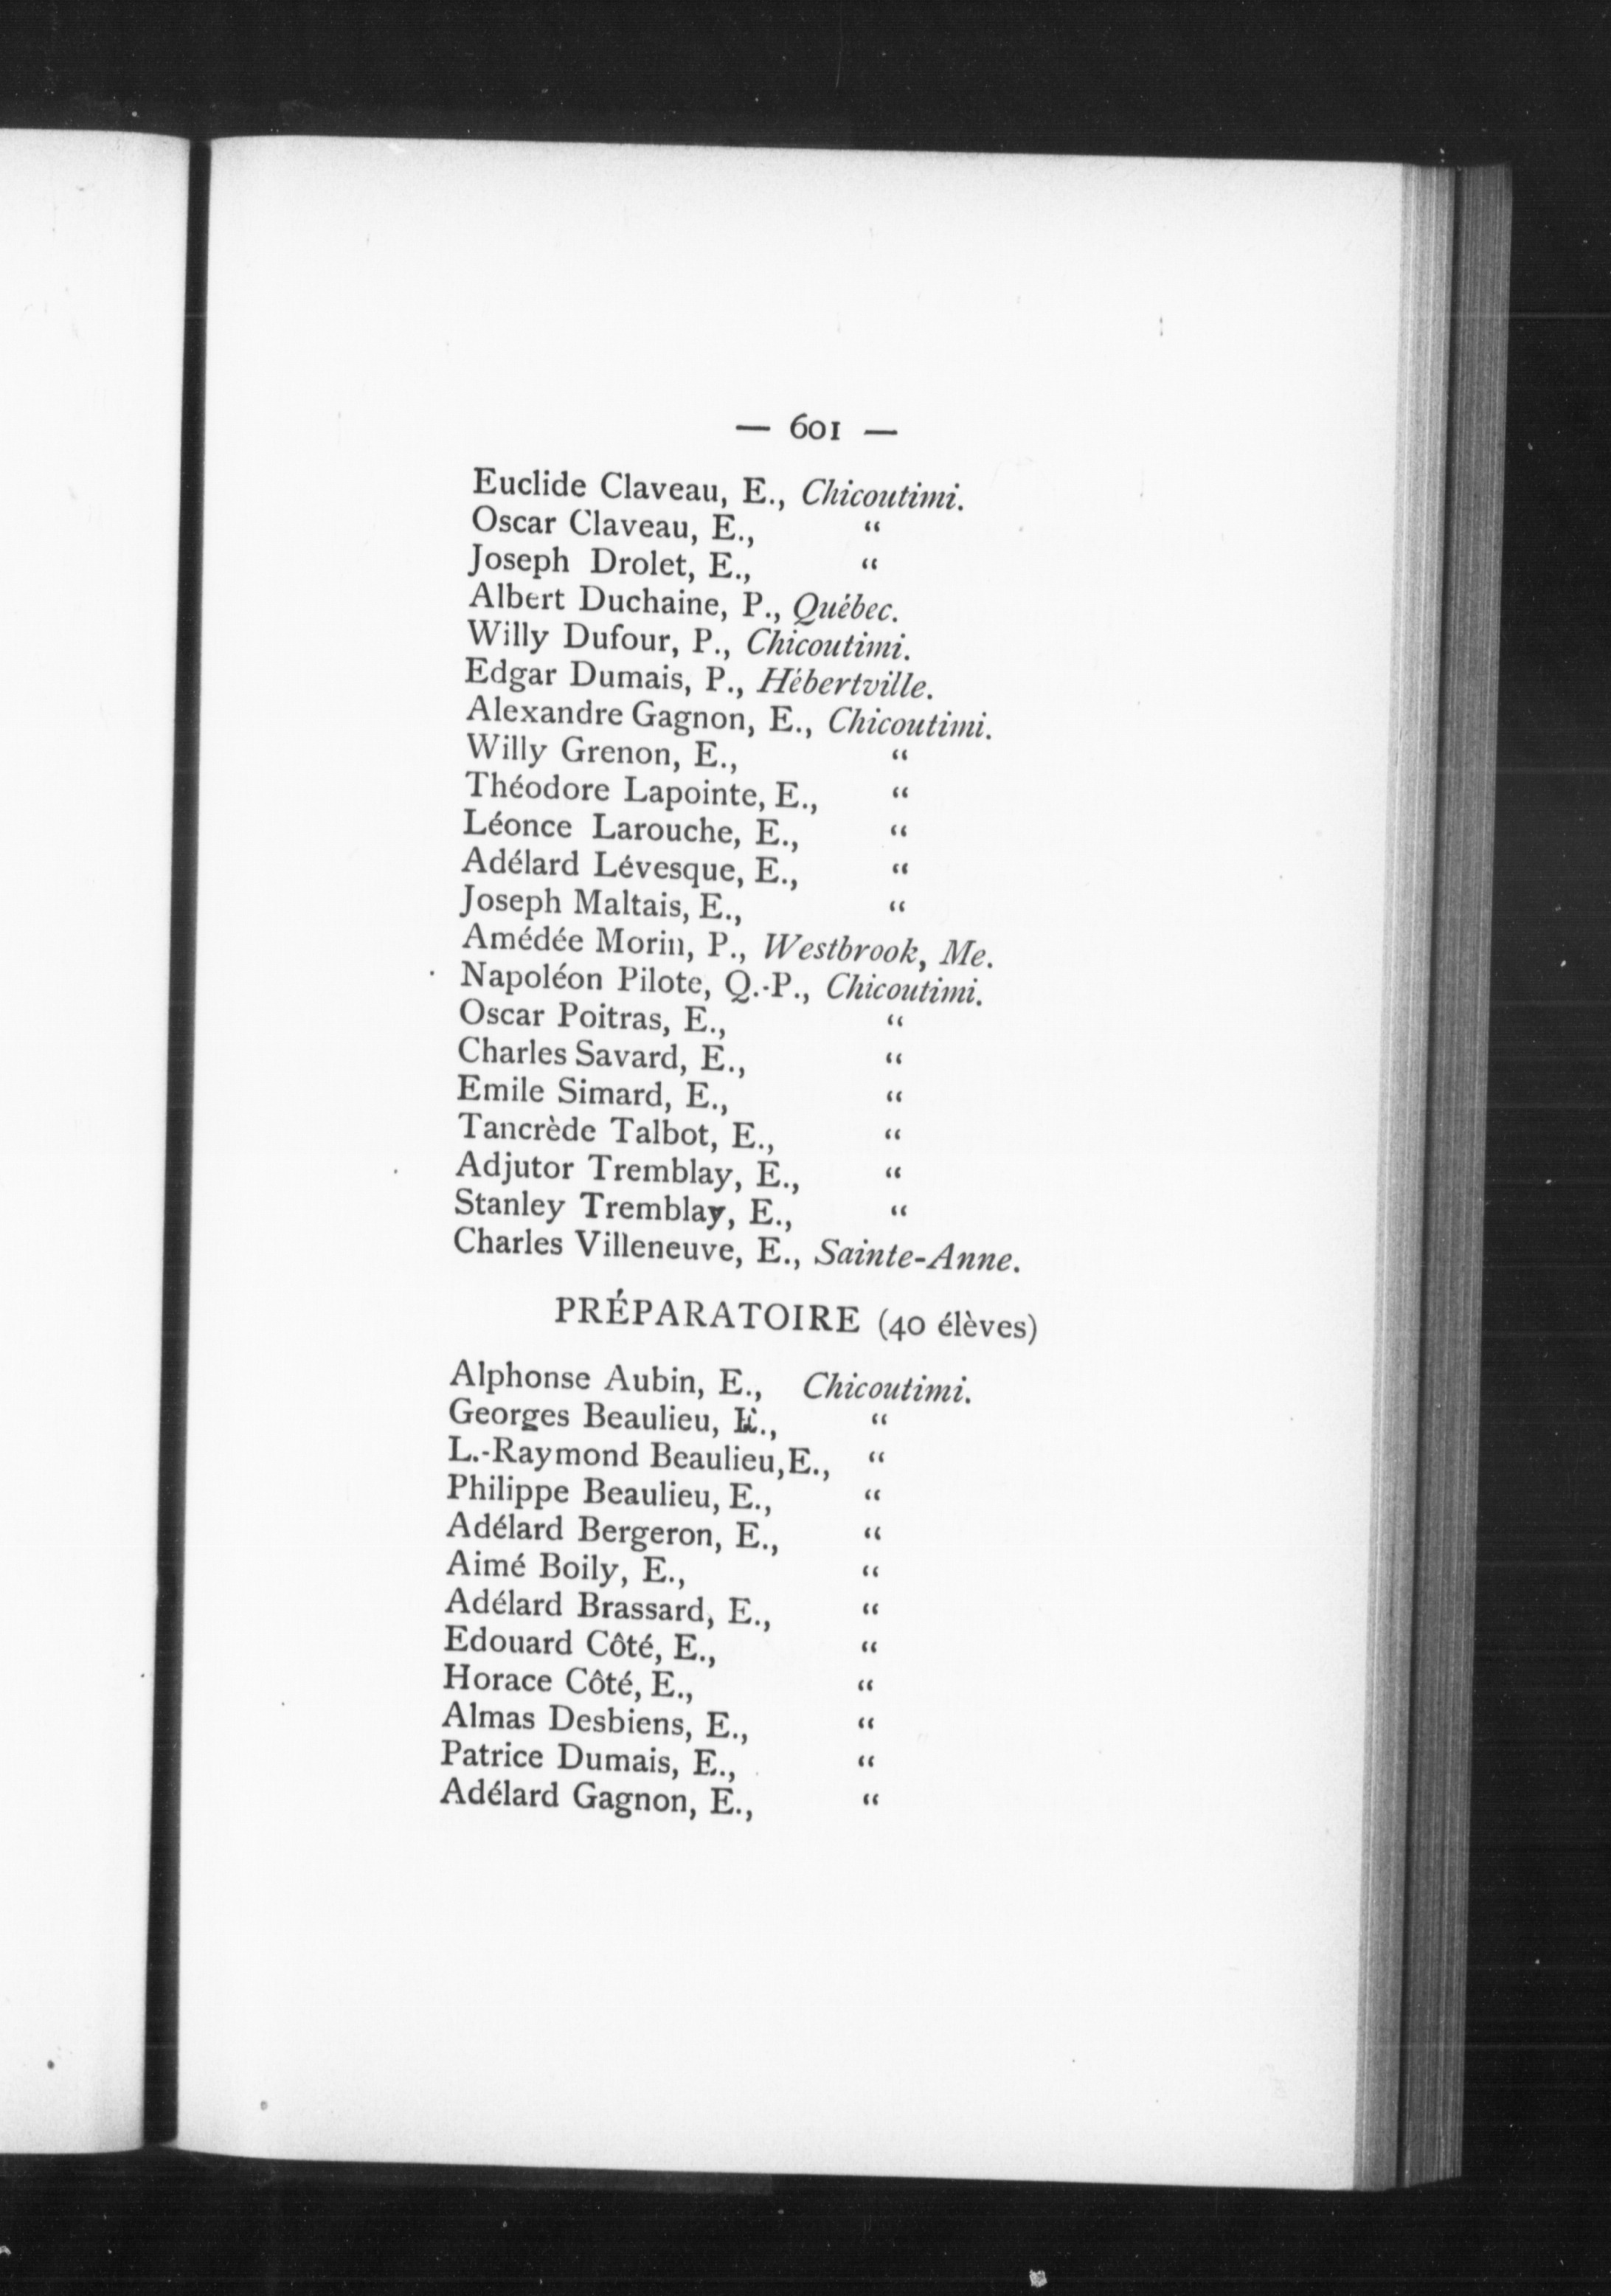 — 601 —
Euclide Claveau, E., Chicoutimi.
Oscar Claveau, E., “
Joseph Drolet, E., “
Albert Duchaine, P., Québec.
Willy Dufour, P., Chicoutimi.
Edgar Dumais, P., Hébertville.
Alexandre Gagnon, E., Chicoutimi.
Willy Grenon, E., “
Théodore Lapointe, E., “
Léonce Larouche, E., “
Adélard Lévesque, E., “
Joseph Maltais, E., “
Amédée Morin, P., Westbrook, Me.
Napoléon Pilote, Q.-P., Chicoutimi.
Oscar Poitras, E., “
Charles Savard, E., “
Emile Simard, E., “
Tancrède Talbot, E., “
Adjutor Tremblay, E., “
Stanley Tremblay, E., “
Charles Villeneuve, E., Sainte-Anne.
PRÉPARATOIRE (40 élèves)
Alphonse Aubin, E., Chicoutimi.
Georges Beaulieu, E., “
L.-Raymond Beaulieu, E., “
Philippe Beaulieu, E., “
Adélard Bergeron, E., “
Aimé Boily, E., “
Adélard Brassard, E., “
Edouard Côté, E., “
Horace Côté, E., “
Almas Desbiens, E., “
Patrice Dumais, E., “
Adélard Gagnon, E., “